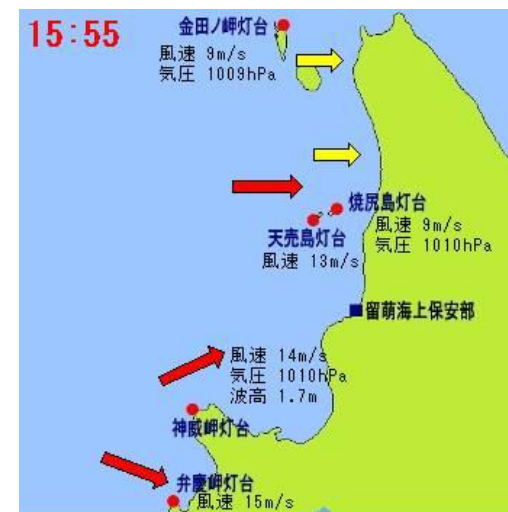 15:55
金田ノ岬灯台
風速 9m/s
気圧 1009hPa
焼尻島灯台
風速 9m/s
気圧 1010hPa
天売島灯台
風速 13m/s
留萌海上保安部
風速 14m/s
気圧 1010hPa
波高 1.7m
神威岬灯台
弁慶岬灯台
風速 15m/s